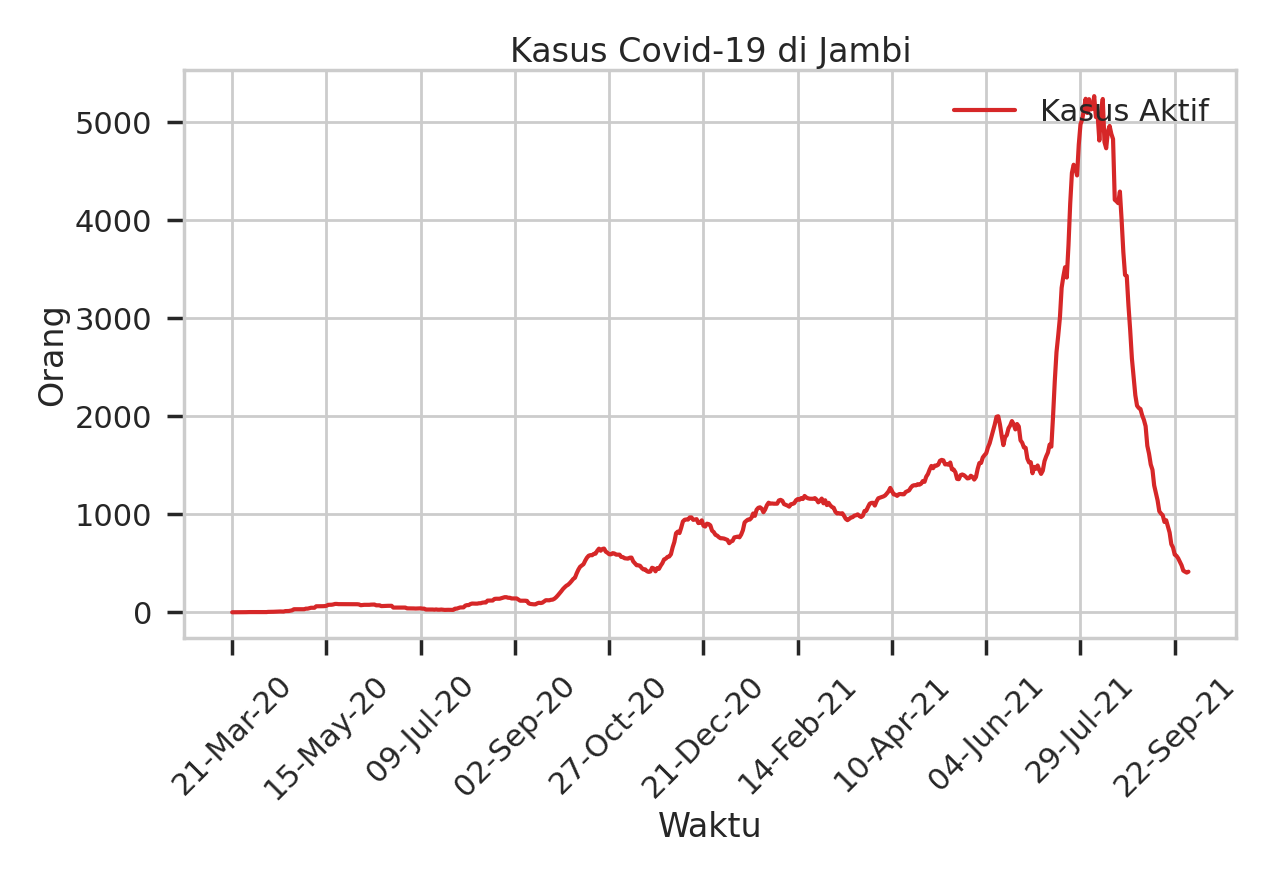 Kasus Covid-19 di Jambi
Kasus Aktif
Orang
5000
4000
3000
2000
1000
0
21-Mar-20
15-May-20
09-Jul-20
02-Sep-20
27-Oct-20
21-Dec-20
14-Feb-21
10-Apr-21
04-Jun-21
29-Jul-21
22-Sep-21
Waktu